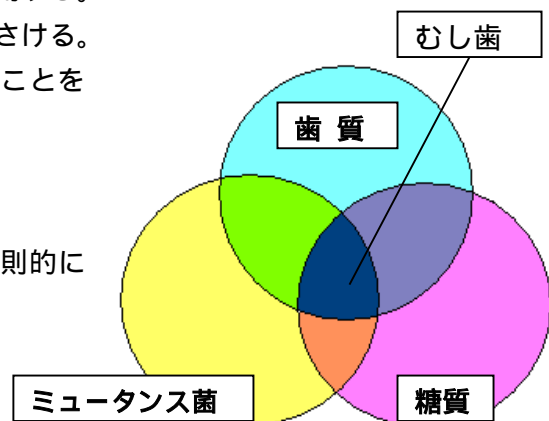 さける。
ことを
則的に
むし歯
歯 質
ミュータンス菌
糖質